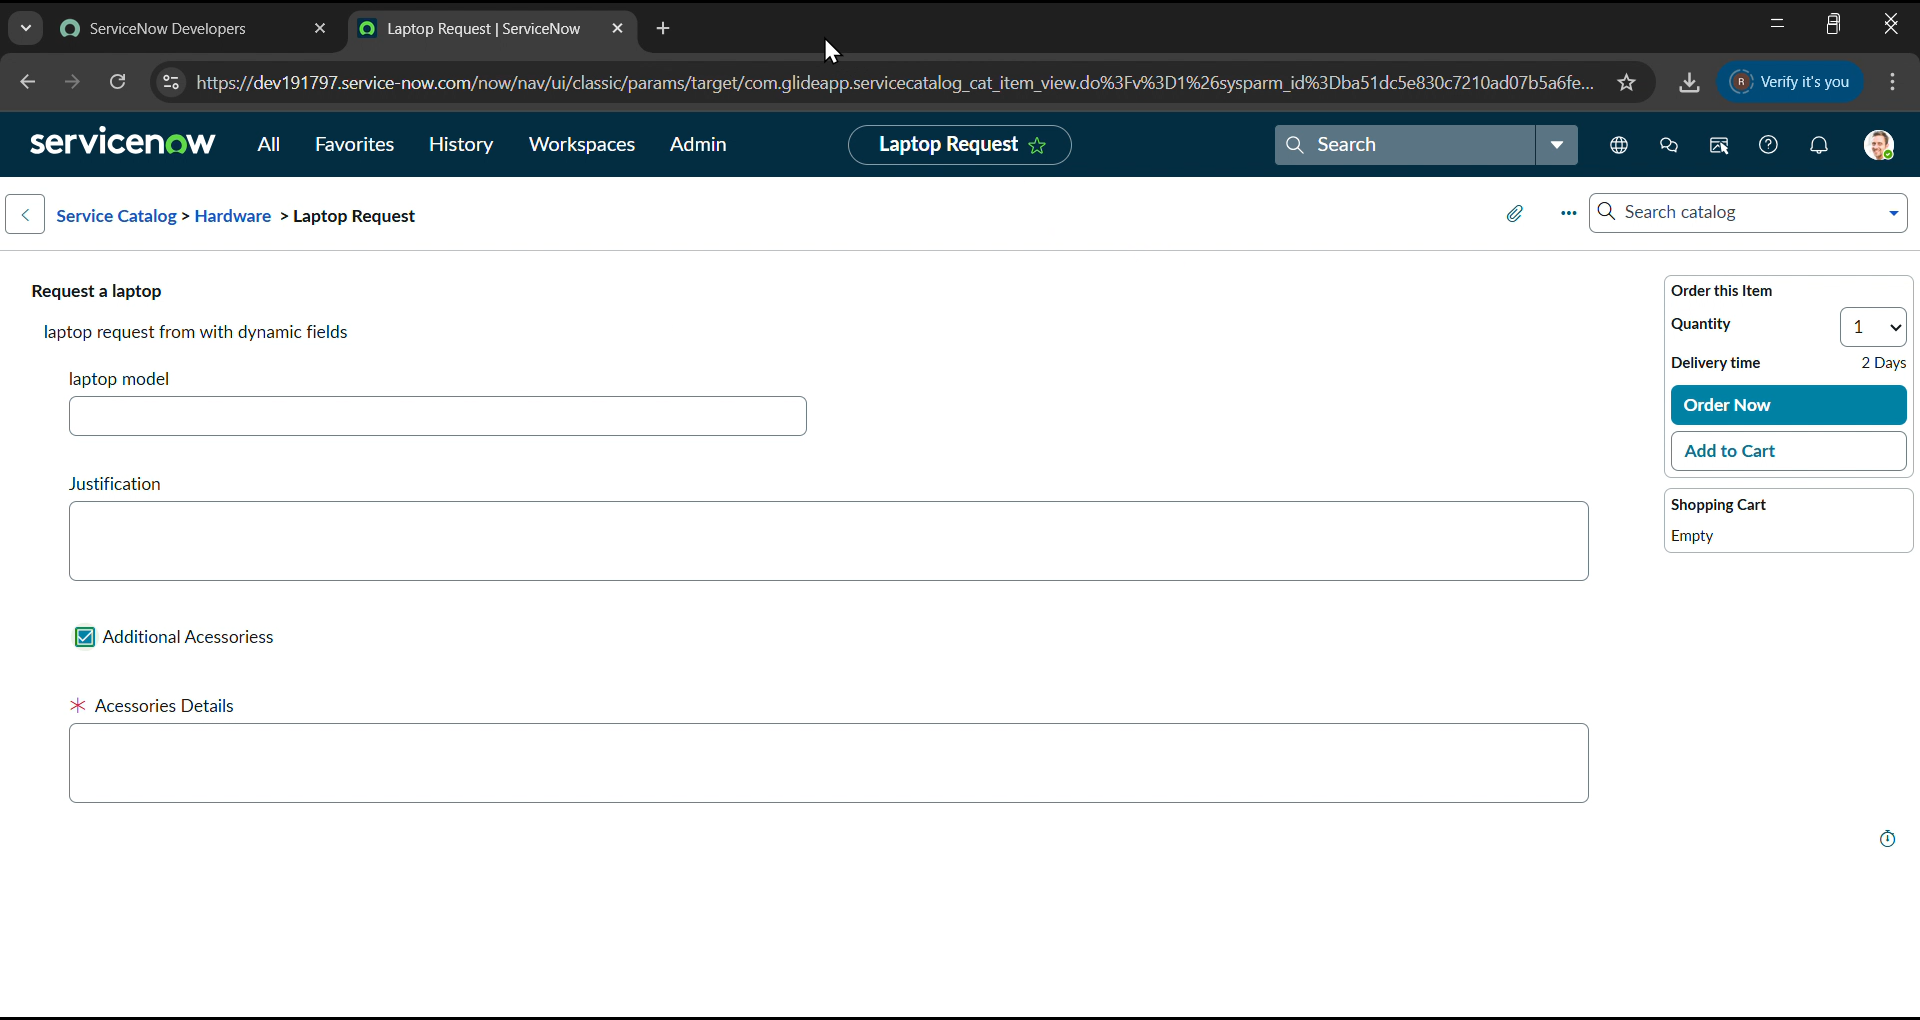 ServiceNow Developers
Laptop Request | ServiceNow
https://dev191797.service-now.com/now/nav/ui/classic/params/target/com.glideapp.servicecatalog_cat_item_view.do%3Fv%3D1%26sysparm_id%3Dba51dc5e830c7210ad07b5a6fe...
R Verify it's you
servicenow All Favorites History Workspaces Admin Laptop Request Search
Service Catalog > Hardware > Laptop Request
Search catalog
Request a laptop
laptop request from with dynamic fields
laptop model
Justification
Additional Acessoriess
* Acessories Details
Order this Item
Quantity 1
Delivery time 2 Days
Order Now
Add to Cart
Shopping Cart
Empty